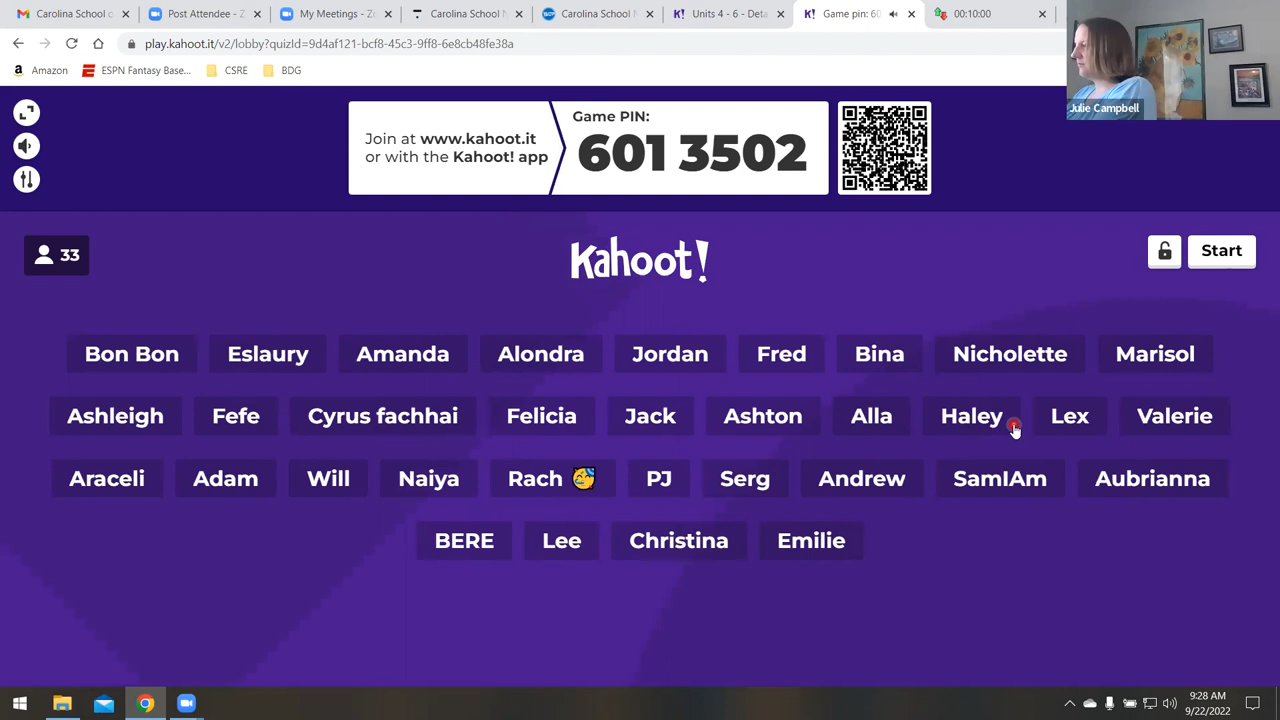 Carolina School o
Post Attendee - Z
My Meetings - Z
Carolina School N
Carolina School N
Units 4 - 6 - Deta
Game pin: 60
00:10:00
play.kahoot.it/v2/lobby?quizId=9d4af121-bcf8-45c3-9ff8-6e8cb48fe38a
Amazon
ESPN Fantasy Base...
CSRE
BDG
Julie Campbell
Join at www.kahoot.it
or with the Kahoot! app
Game PIN:
601 3502
33
Kahoot!
Start
Bon Bon Eslaury Amanda Alondra Jordan Fred Bina Nicholette Marisol
Ashleigh Fefe Cyrus fachhai Felicia Jack Ashton Alla Haley Lex Valerie
Araceli Adam Will Naiya Rach 🥳 PJ Serg Andrew SamIAm Aubrianna
BERE Lee Christina Emilie
9:28 AM
9/22/2022